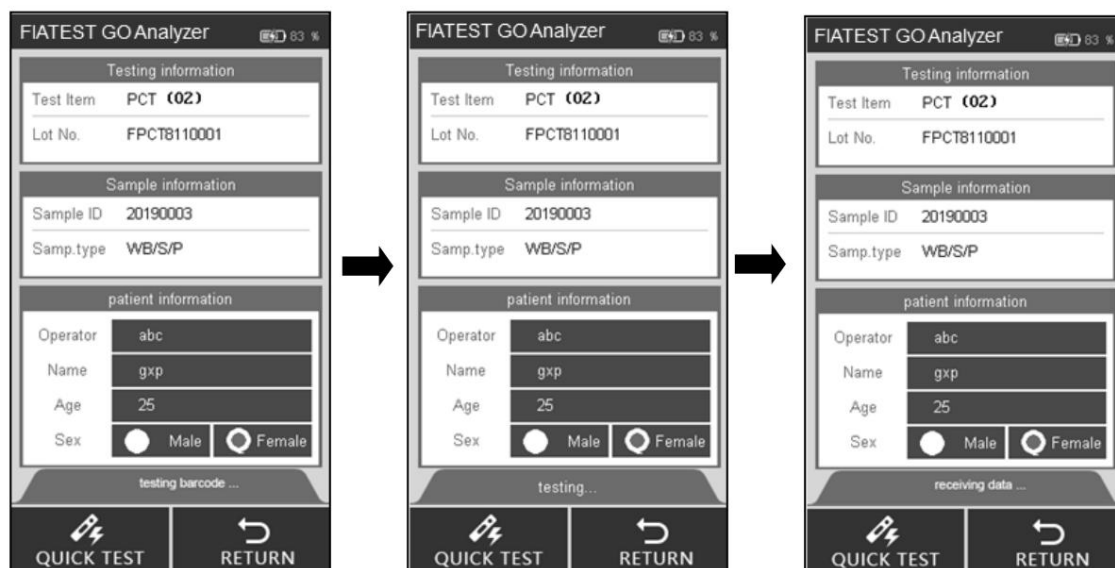 FIATEST GO Analyzer 83 %
Testing information
Test Item PCT (02)
Lot No. FPCT8110001
Sample information
Sample ID 20190003
Samp.type WB/S/P
patient information
Operator abc
Name gxp
Age 25
Sex Male Female
testing barcode ...
QUICK TEST RETURN
FIATEST GO Analyzer 83 %
Testing information
Test Item PCT (02)
Lot No. FPCT8110001
Sample information
Sample ID 20190003
Samp.type WB/S/P
patient information
Operator abc
Name gxp
Age 25
Sex Male Female
testing...
QUICK TEST RETURN
FIATEST GO Analyzer 83 %
Testing information
Test Item PCT (02)
Lot No. FPCT8110001
Sample information
Sample ID 20190003
Samp.type WB/S/P
patient information
Operator abc
Name gxp
Age 25
Sex Male Female
receiving data ...
QUICK TEST RETURN